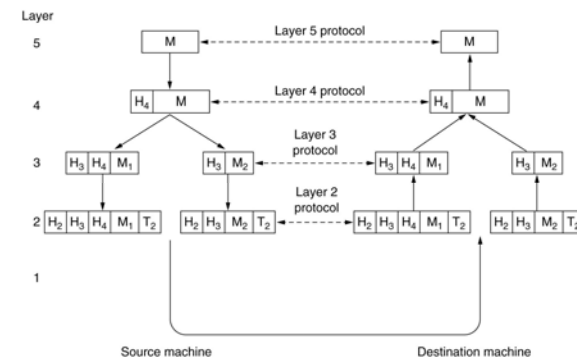 Layer
5 M Layer 5 protocol M
4 H4 M Layer 4 protocol H4 M
3 H3 H4 M1 H3 M2 Layer 3 protocol H3 H4 M1 H3 M2
2 H2 H3 H4 M1 T2 H2 H3 M2 T2 Layer 2 protocol H2 H3 H4 M1 T2 H2 H3 M2 T2
1
Source machine Destination machine